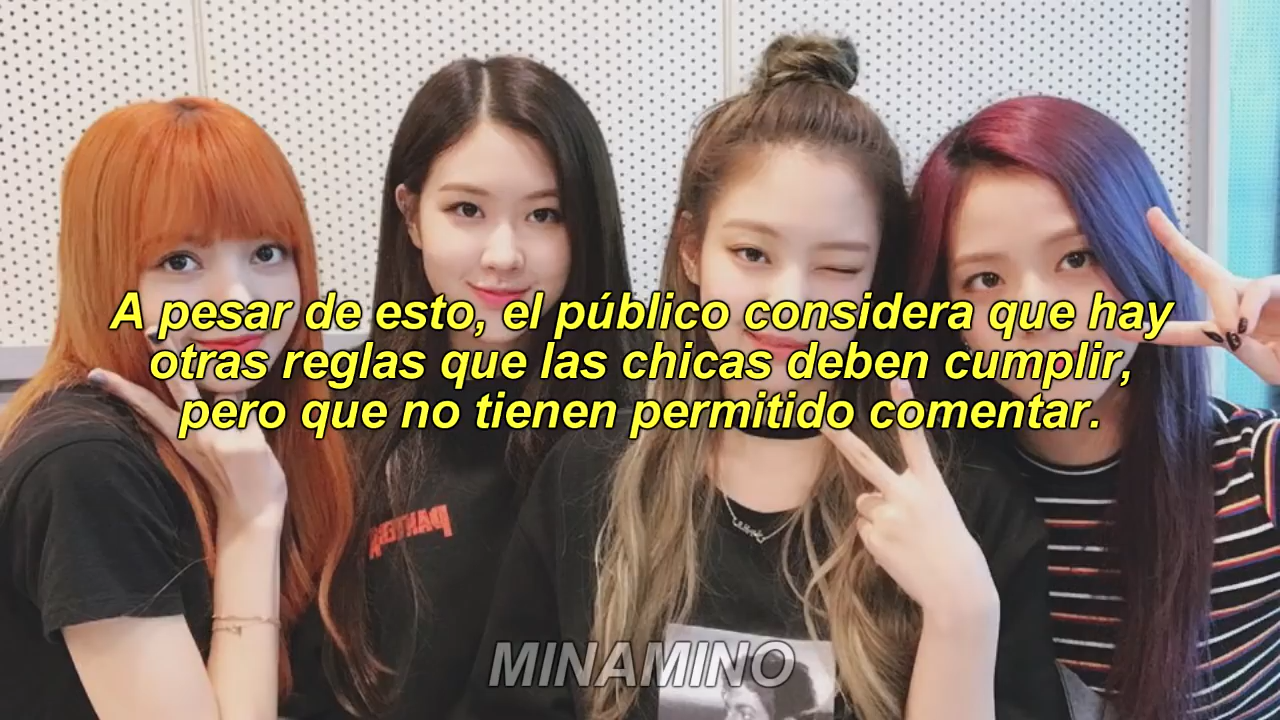 A pesar de esto, el público considera que hay
otras reglas que las chicas deben cumplir,
pero que no tienen permitido comentar.
MINAMINO